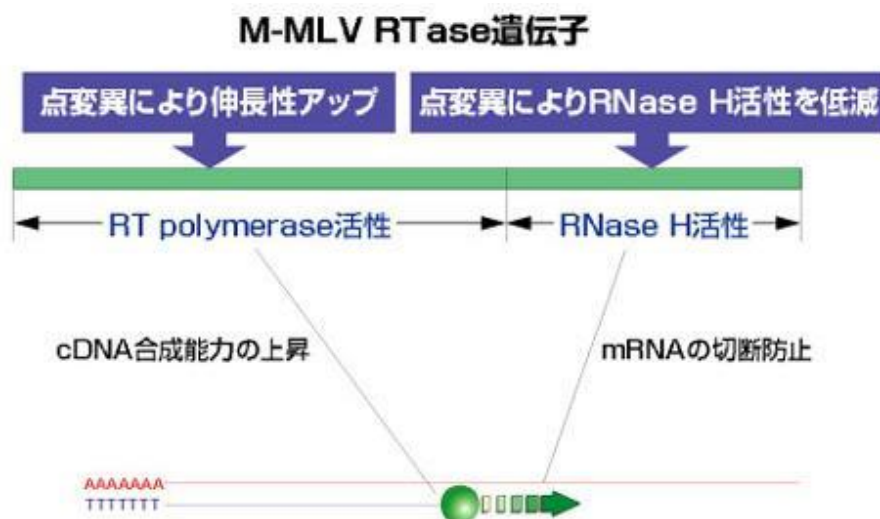 M-MLV RTase遺伝子
点変異により伸長性アップ
点変異によりRNase H活性を低減
RT polymerase活性
RNase H活性
cDNA合成能力の上昇
mRNAの切断防止
AAAAAAA
TTTTTTT